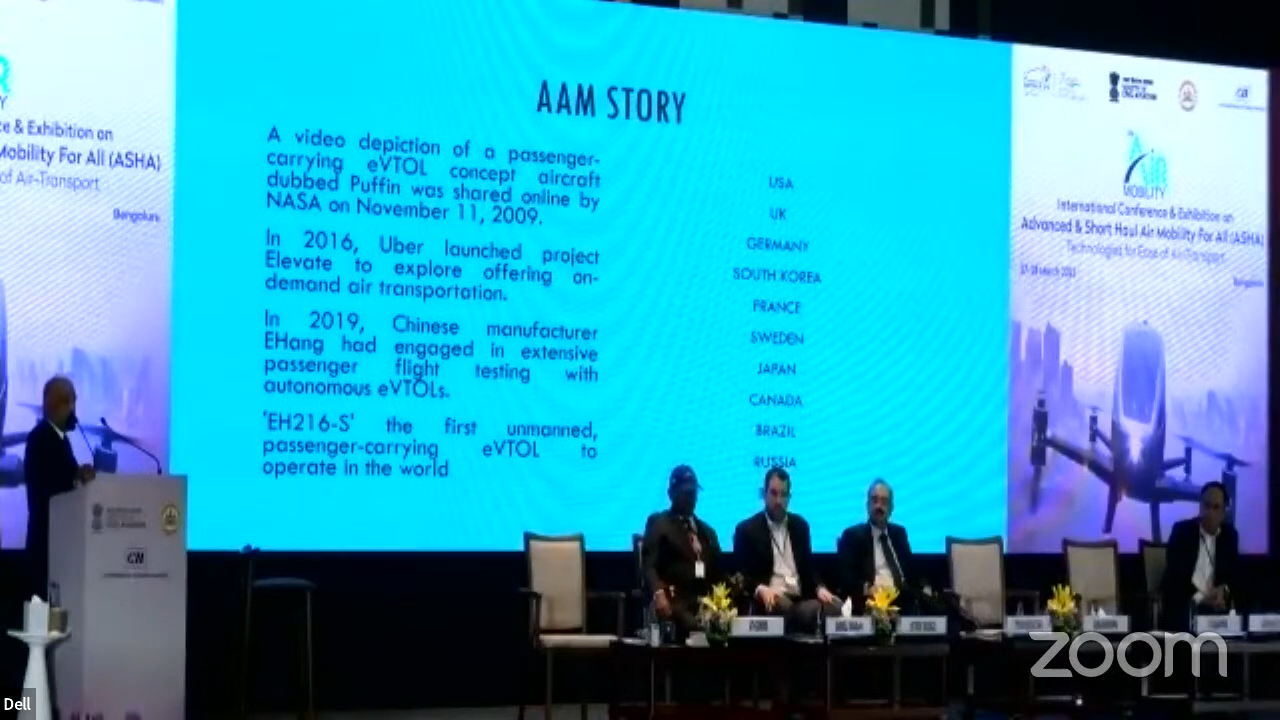 AAM STORY
A video depiction of a passenger-
carrying eVTOL concept aircraft
dubbed Puffin was shared online by
NASA on November 11, 2009.
In 2016, Uber launched project
Elevate to explore offering on-
demand air transportation.
In 2019, Chinese manufacturer
EHang had engaged in extensive
passenger flight testing with
autonomous eVTOLs.
'EH216-S' the first unmanned,
passenger-carrying eVTOL to
operate in the world
USA
UK
GERMANY
SOUTH KOREA
FRANCE
SWEDEN
JAPAN
CANADA
BRAZIL
RUSSIA
ce & Exhibition on
Mobility For All (ASHA)
of Air-Transport
Bengaluru
CII
Air
MOBILITY
International Conference & Exhibition on
Advanced & Short Haul Air Mobility For All (ASHA)
Technologies for Ease of Air-Transport
Bengaluru
CII
zoom
Dell